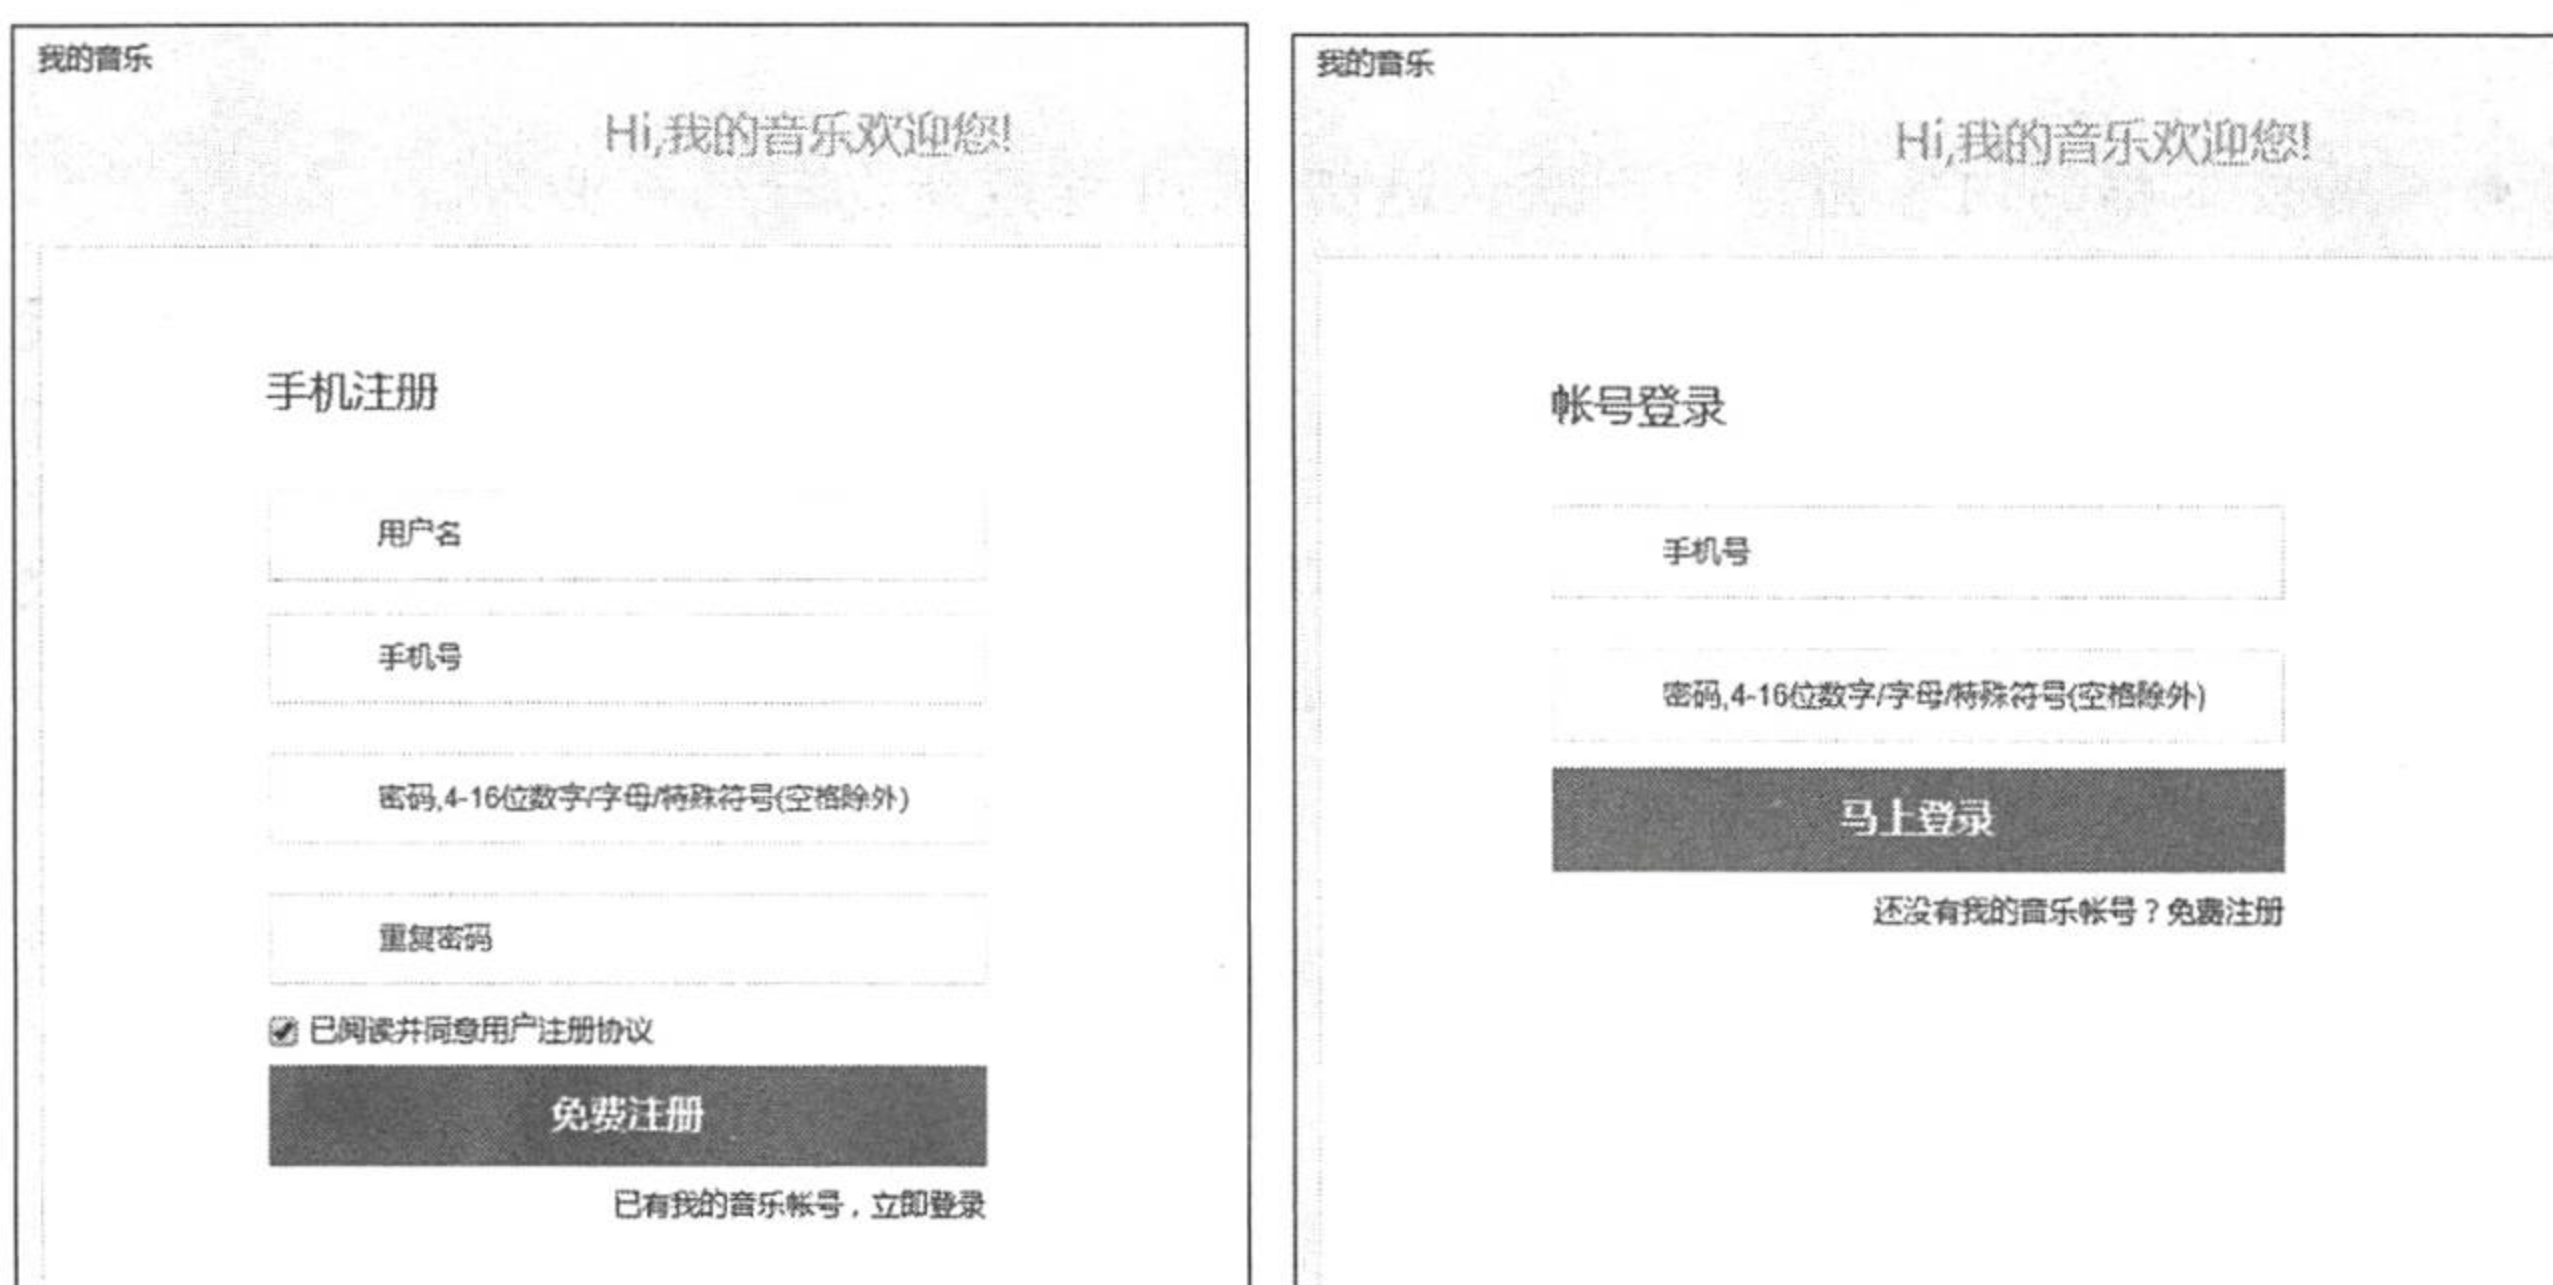 我的音乐
Hi,我的音乐欢迎您!
手机注册
用户名
手机号
密码,4-16位数字/字母/特殊符号(空格除外)
重复密码
已阅读并同意用户注册协议
免费注册
已有我的音乐帐号，立即登录
我的音乐
Hi,我的音乐欢迎您!
帐号登录
手机号
密码,4-16位数字/字母/特殊符号(空格除外)
马上登录
还没有我的音乐帐号？免费注册